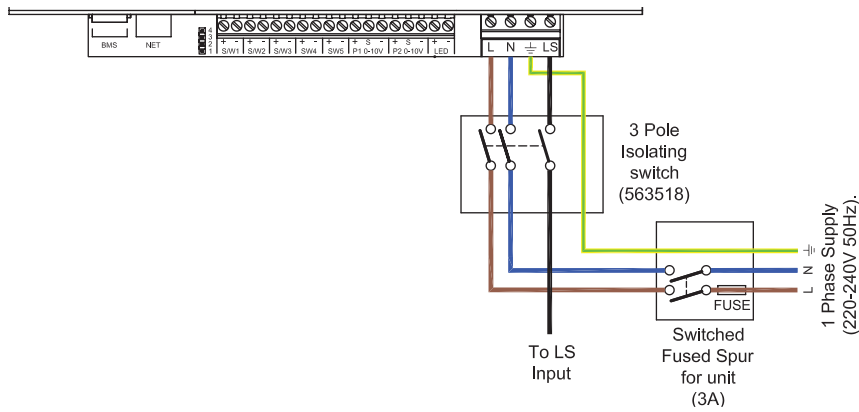 BMS
NET
4
3
2
1
+ - + - + - + - + - + S - + S - + -
S/W1 S/W2 S/W3 SW4 SW5 P1 0-10V P2 0-10V LED
L N LS
3 Pole
Isolating
switch
(563518)
N
L
1 Phase Supply
(220-240V 50Hz).
FUSE
To LS
Input
Switched
Fused Spur
for unit
(3A)